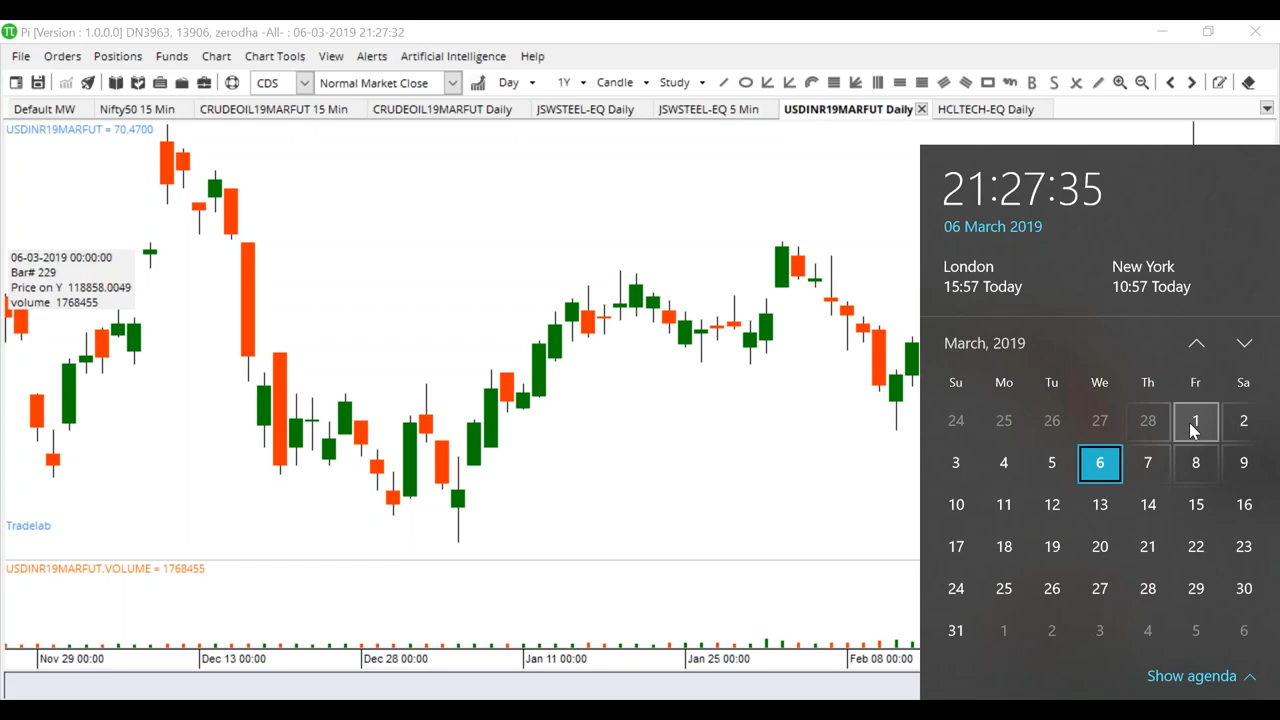 Pi [Version : 1.0.0.0] DN3963, 13906, zerodha -All- : 06-03-2019 21:27:32
File Orders Positions Funds Chart Chart Tools View Alerts Artificial Intelligence Help
CDS Normal Market Close Day 1Y Candle Study B S
Default MW Nifty50 15 Min CRUDEOIL19MARFUT 15 Min CRUDEOIL19MARFUT Daily JSWSTEEL-EQ Daily JSWSTEEL-EQ 5 Min USDINR19MARFUT Daily HCLTECH-EQ Daily
USDINR19MARFUT = 70.4700
06-03-2019 00:00:00
Bar# 229
Price on Y 118858.0049
volume 1768455
Tradelab
USDINR19MARFUT.VOLUME = 1768455
Nov 29 00:00 Dec 13 00:00 Dec 28 00:00 Jan 11 00:00 Jan 25 00:00 Feb 08 00:00
21:27:35
06 March 2019
London New York
15:57 Today 10:57 Today
March, 2019
Su Mo Tu We Th Fr Sa
24 25 26 27 28 1 2
3 4 5 6 7 8 9
10 11 12 13 14 15 16
17 18 19 20 21 22 23
24 25 26 27 28 29 30
31 1 2 3 4 5 6
Show agenda